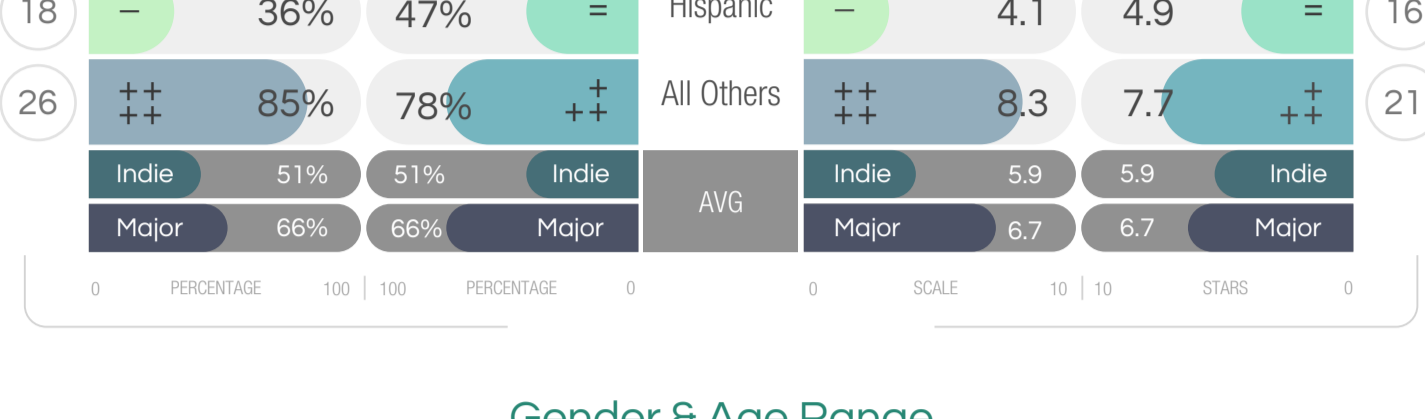 18 – 36% 47% = Hispanic – 4.1 4.9 = 16
26 ++ ++ 85% 78% + ++ All Others ++ ++ 8.3 7.7 + ++ 21
Indie 51% 51% Indie AVG Indie 5.9 5.9 Indie
Major 66% 66% Major Major 6.7 6.7 Major
0 PERCENTAGE 100 | 100 PERCENTAGE 0 0 SCALE 10 | 10 STARS 0
Gender & Age Range